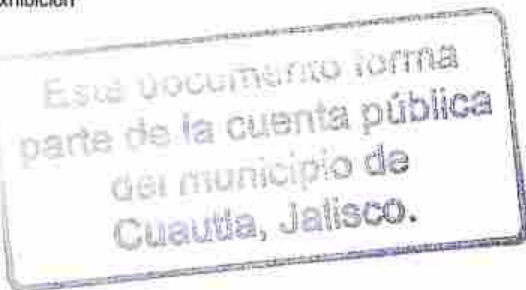 xhibición
Este documento forma
parte de la cuenta pública
del municipio de
Cuautla, Jalisco.